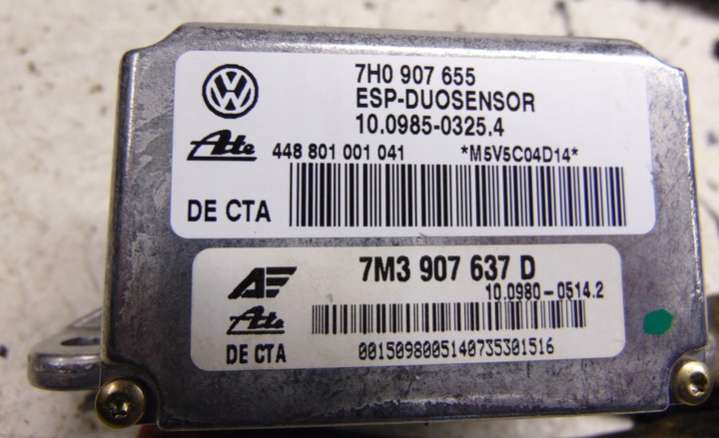 7H0 907 655
ESP-DUOSENSOR
10.0985-0325.4
Ate 448 801 001 041 *M5V5C04D14*
DE CTA
7M3 907 637 D
10.0980-0514.2
Ate
DE CTA 00150980051407353O1516